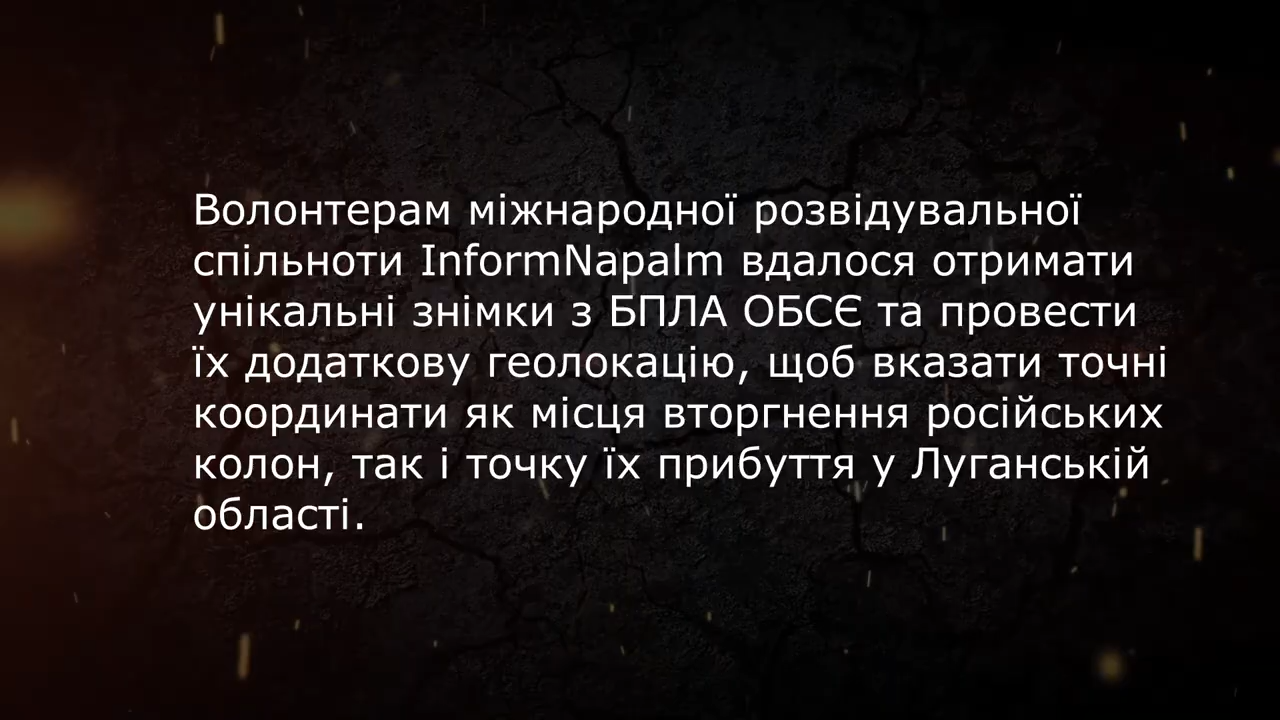 Волонтерам міжнародної розвідувальної
спільноти InformNapalm вдалося отримати
унікальні знімки з БПЛА ОБСЄ та провести
їх додаткову геолокацію, щоб вказати точні
координати як місця вторгнення російських
колон, так і точку їх прибуття у Луганській
області.